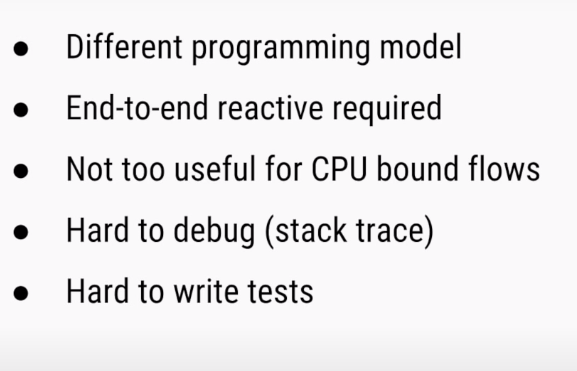 ● Different programming model
● End-to-end reactive required
● Not too useful for CPU bound flows
● Hard to debug (stack trace)
● Hard to write tests